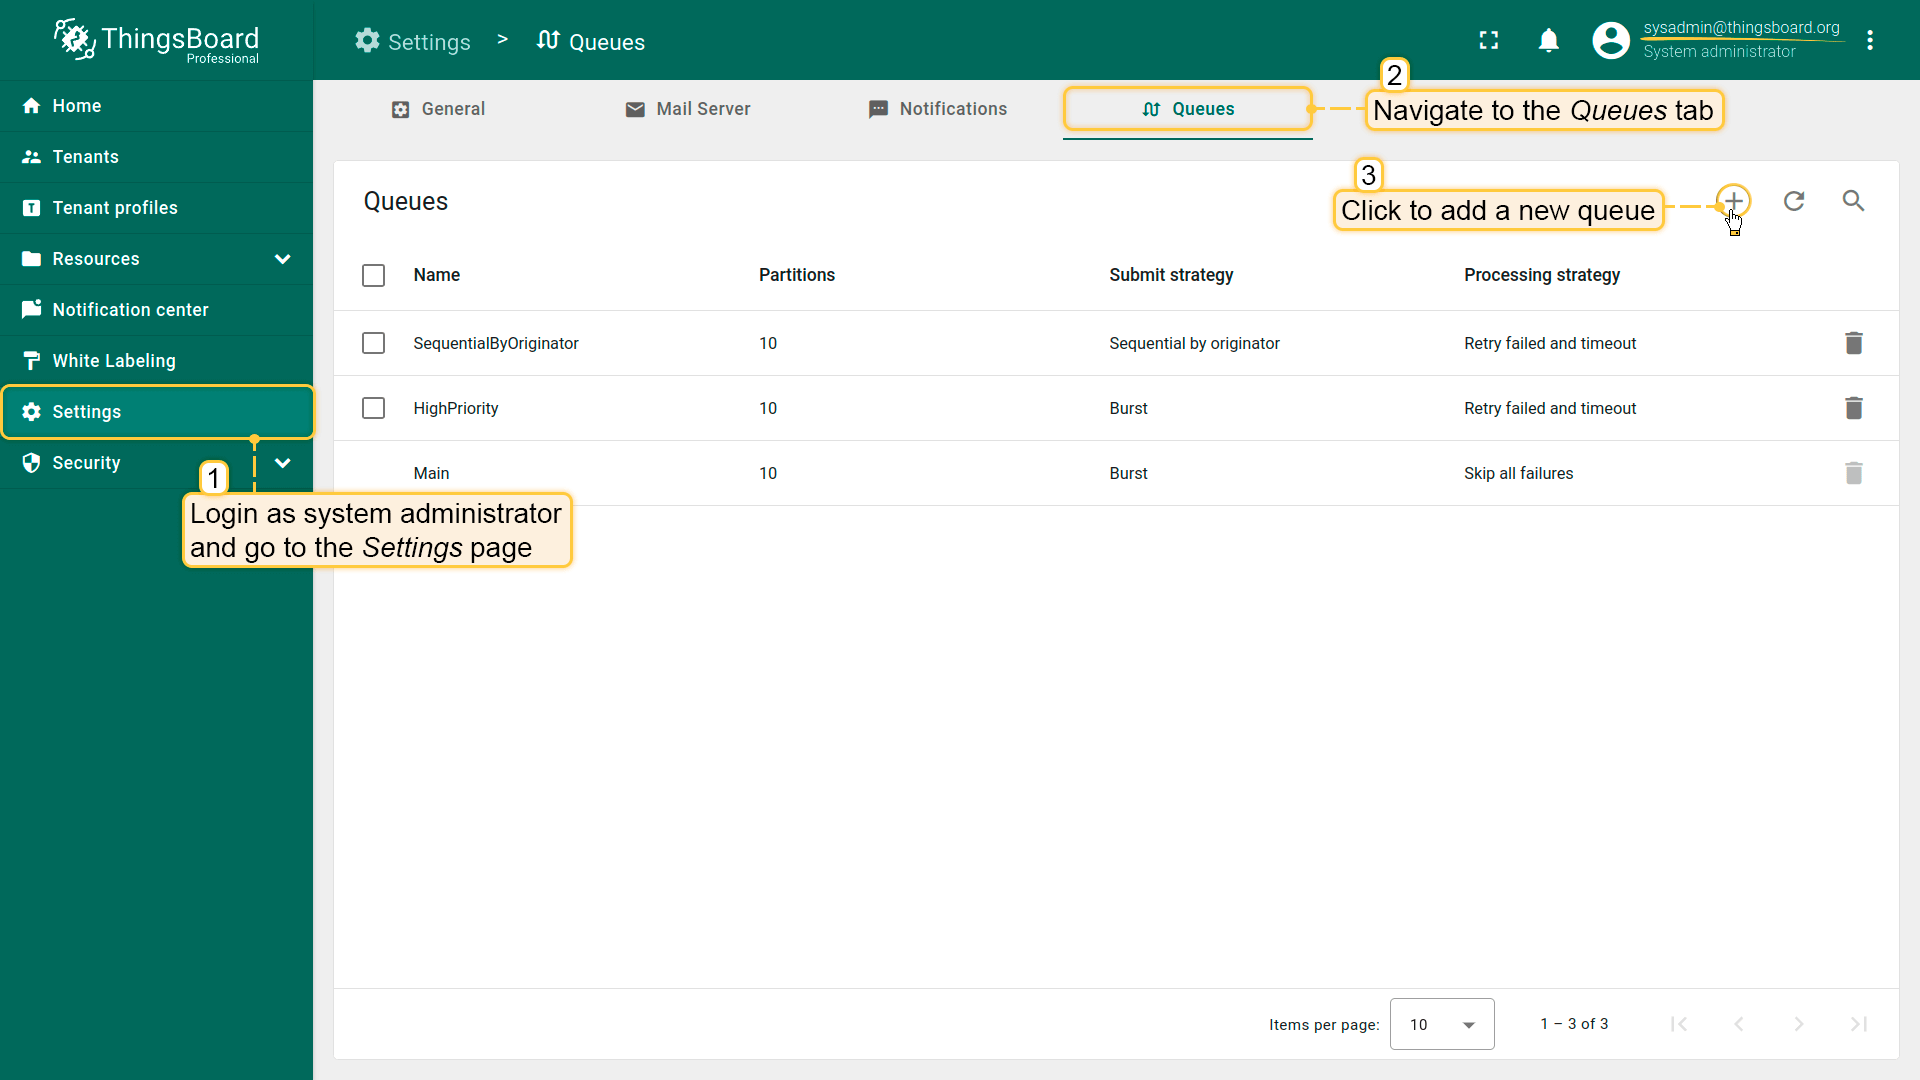 ThingsBoard
Professional
Settings > Queues
sysadmin@thingsboard.org
System administrator
Home
Tenants
Tenant profiles
Resources
Notification center
White Labeling
Settings
Security
1
Login as system administrator
and go to the Settings page
General
Mail Server
Notifications
Queues
2
Navigate to the Queues tab
Queues
3
Click to add a new queue
Name Partitions Submit strategy Processing strategy
SequentialByOriginator 10 Sequential by originator Retry failed and timeout
HighPriority 10 Burst Retry failed and timeout
Main 10 Burst Skip all failures
Items per page: 10 1 – 3 of 3